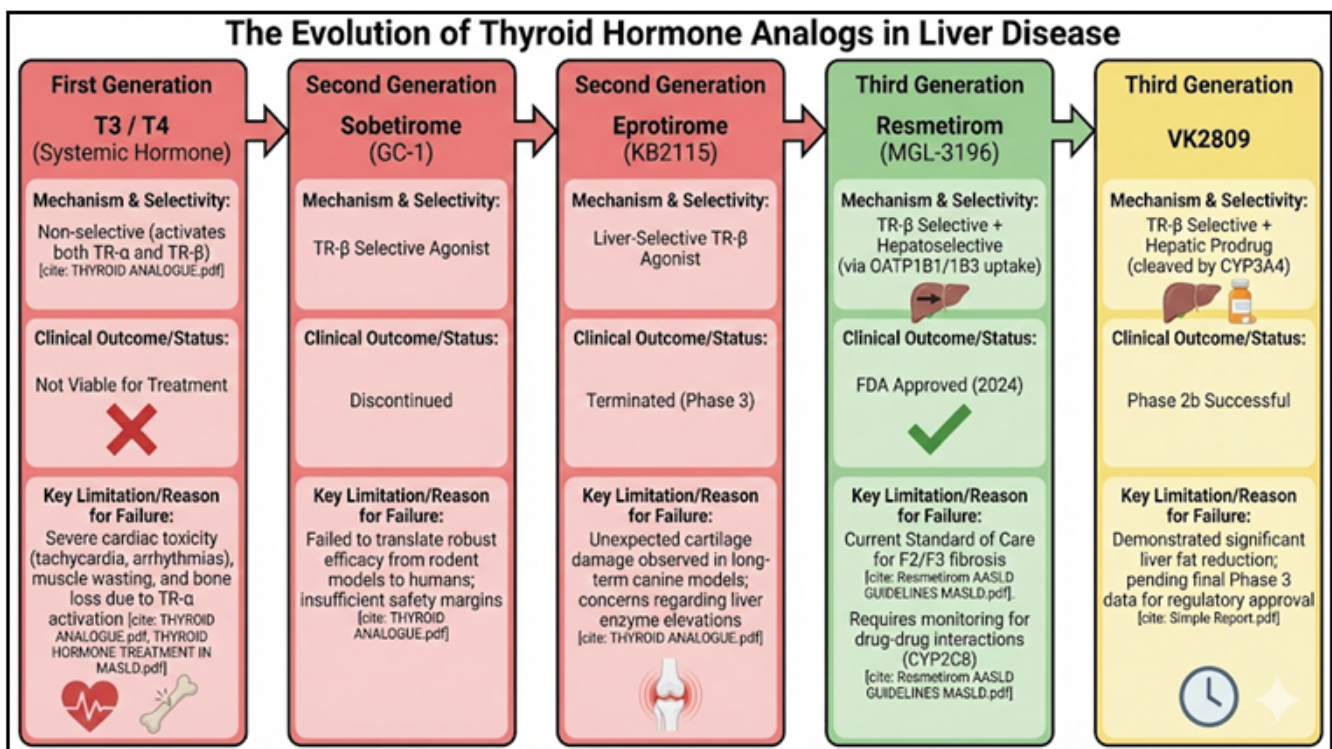 The Evolution of Thyroid Hormone Analogs in Liver Disease
First Generation
T3 / T4
(Systemic Hormone)
Mechanism & Selectivity:
Non-selective (activates
both TR-α and TR-β)
[cite: THYROID ANALOGUE.pdf]
Clinical Outcome/Status:
Not Viable for Treatment
Key Limitation/Reason
for Failure:
Severe cardiac toxicity
(tachycardia, arrhythmias),
muscle wasting, and bone
loss due to TR-α
activation [cite: THYROID
ANALOGUE.pdf, THYROID
HORMONE TREATMENT IN
MASLD.pdf]
Second Generation
Sobetirome
(GC-1)
Mechanism & Selectivity:
TR-β Selective Agonist
Clinical Outcome/Status:
Discontinued
Key Limitation/Reason
for Failure:
Failed to translate robust
efficacy from rodent
models to humans;
insufficient safety margins
[cite: THYROID
ANALOGUE.pdf]
Second Generation
Eprotirome
(KB2115)
Mechanism & Selectivity:
Liver-Selective TR-β
Agonist
Clinical Outcome/Status:
Terminated (Phase 3)
Key Limitation/Reason
for Failure:
Unexpected cartilage
damage observed in long-
term canine models;
concerns regarding liver
enzyme elevations
[cite: THYROID ANALOGUE.pdf]
Third Generation
Resmetirom
(MGL-3196)
Mechanism & Selectivity:
TR-β Selective +
Hepatoselective
(via OATP1B1/1B3 uptake)
Clinical Outcome/Status:
FDA Approved (2024)
Key Limitation/Reason
for Failure:
Current Standard of Care
for F2/F3 fibrosis
[cite: Resmetirom AASLD
GUIDELINES MASLD.pdf].
Requires monitoring for
drug-drug interactions
(CYP2C8)
[cite: Resmetirom AASLD
GUIDELINES MASLD.pdf]
Third Generation
VK2809
Mechanism & Selectivity:
TR-β Selective +
Hepatic Prodrug
(cleaved by CYP3A4)
Clinical Outcome/Status:
Phase 2b Successful
Key Limitation/Reason
for Failure:
Demonstrated significant
liver fat reduction;
pending final Phase 3
data for regulatory approval
[cite: Simple Report.pdf]